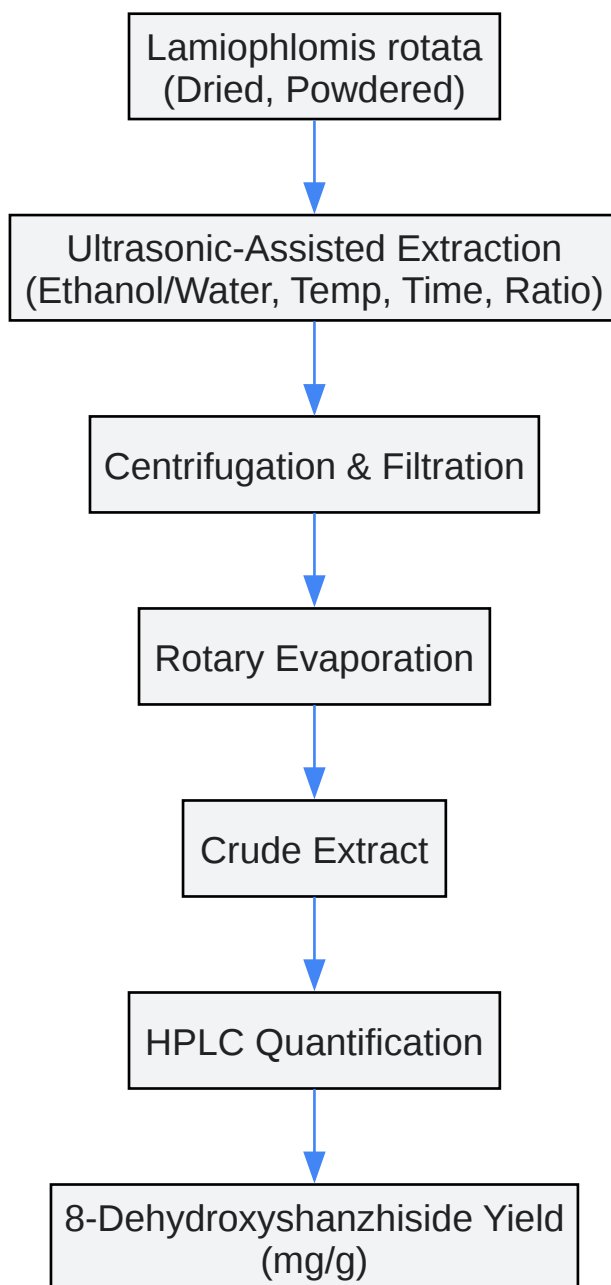 Lamiophlomis rotata
(Dried, Powdered)
Ultrasonic-Assisted Extraction
(Ethanol/Water, Temp, Time, Ratio)
Centrifugation & Filtration
Rotary Evaporation
Crude Extract
HPLC Quantification
8-Dehydroxyshanzhiside Yield
(mg/g)